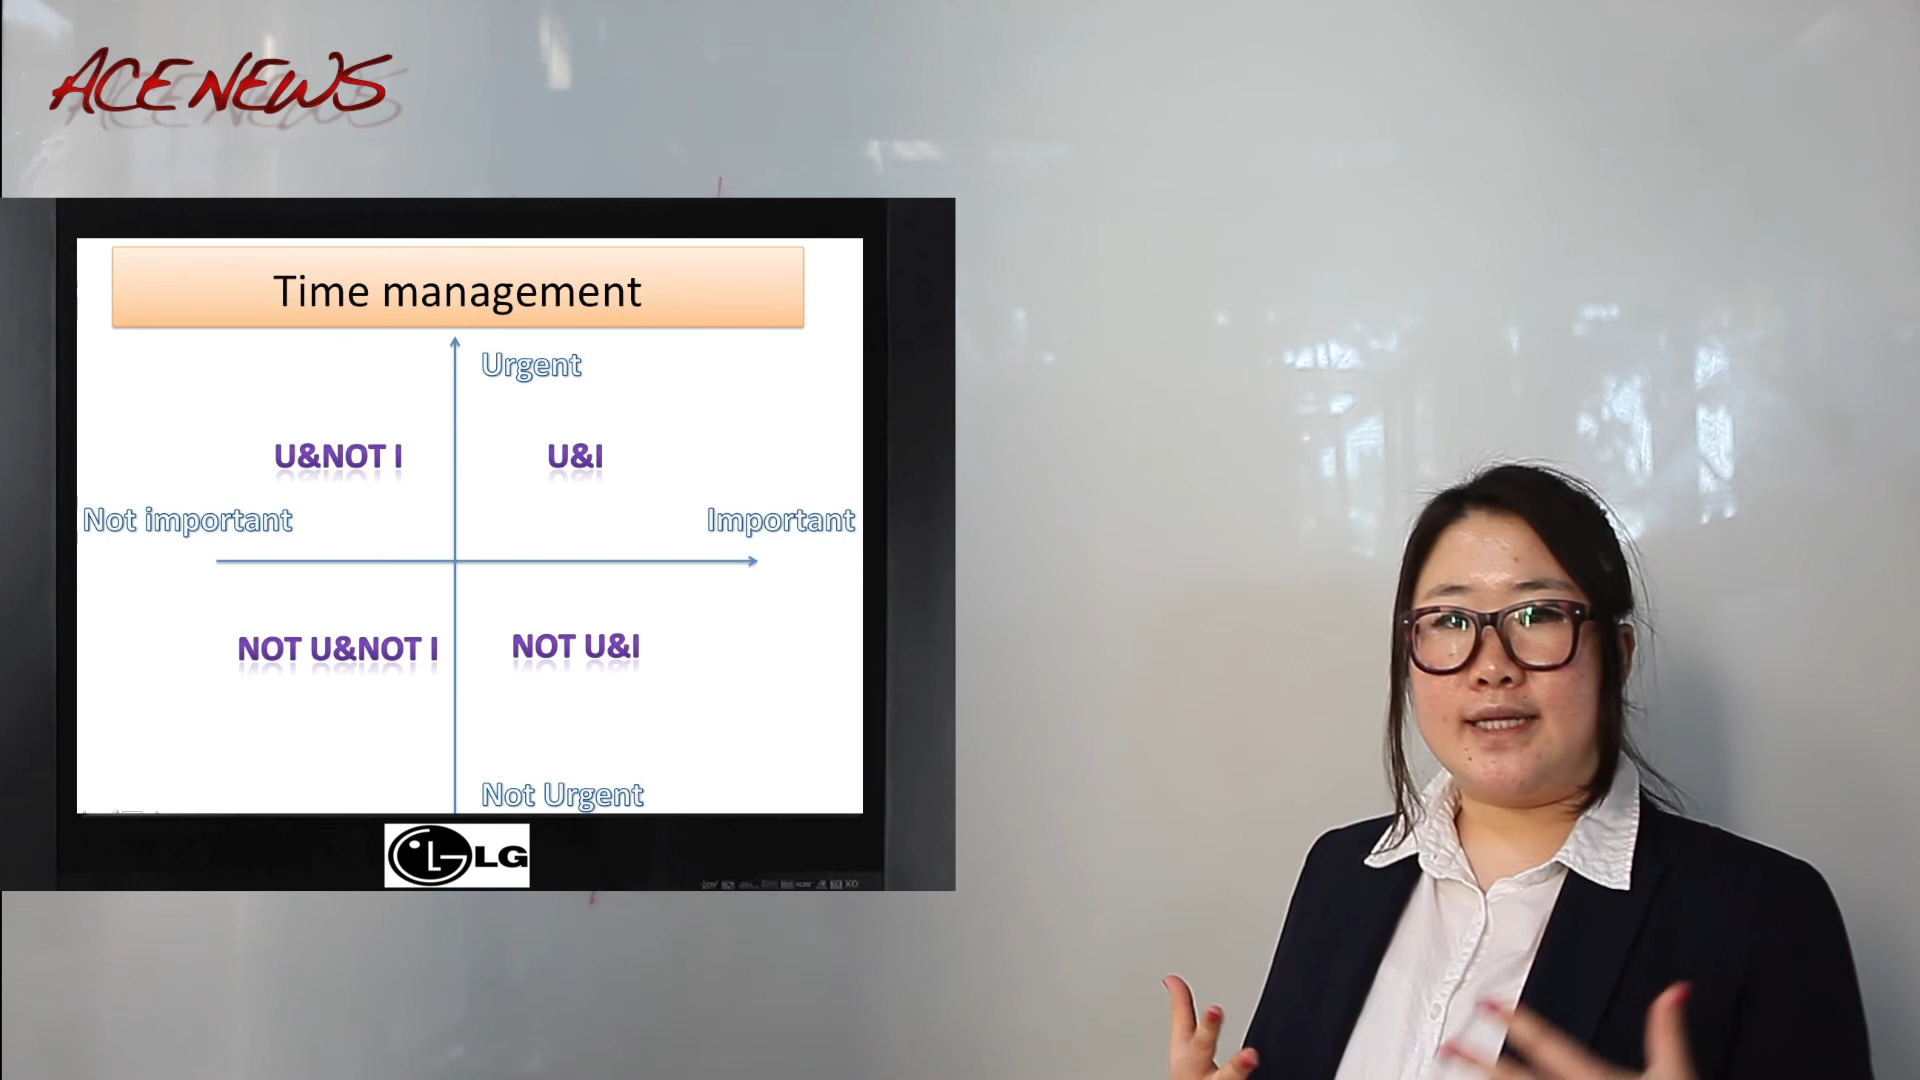 ACE NEWS
Time management
Urgent
U&NOT I
U&I
Not important
Important
NOT U&NOT I
NOT U&I
Not Urgent
LG